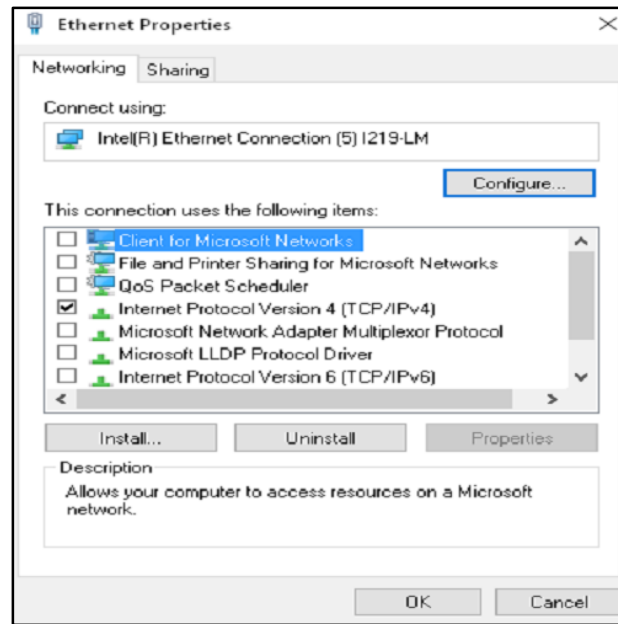 Ethernet Properties
Networking
Sharing
Connect using:
Intel(R) Ethernet Connection (5) I219-LM
Configure...
This connection uses the following items:
Client for Microsoft Networks
File and Printer Sharing for Microsoft Networks
QoS Packet Scheduler
Internet Protocol Version 4 (TCP/IPv4)
Microsoft Network Adapter Multiplexor Protocol
Microsoft LLDP Protocol Driver
Internet Protocol Version 6 (TCP/IPv6)
Install...
Uninstall
Properties
Description
Allows your computer to access resources on a Microsoft
network.
OK
Cancel